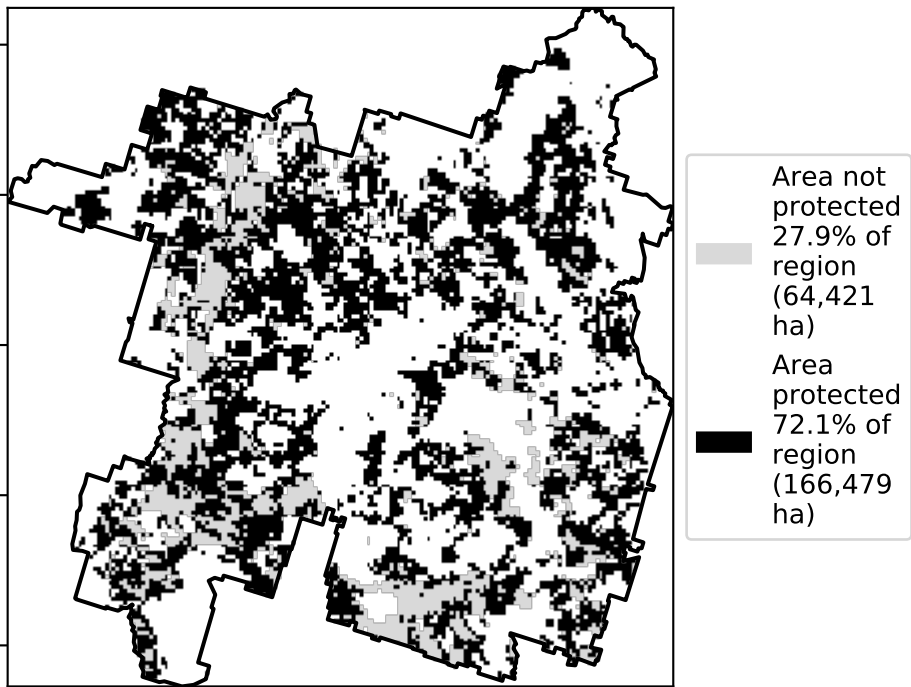 Area not
protected
27.9% of
region
(64,421
ha)
Area
protected
72.1% of
region
(166,479
ha)